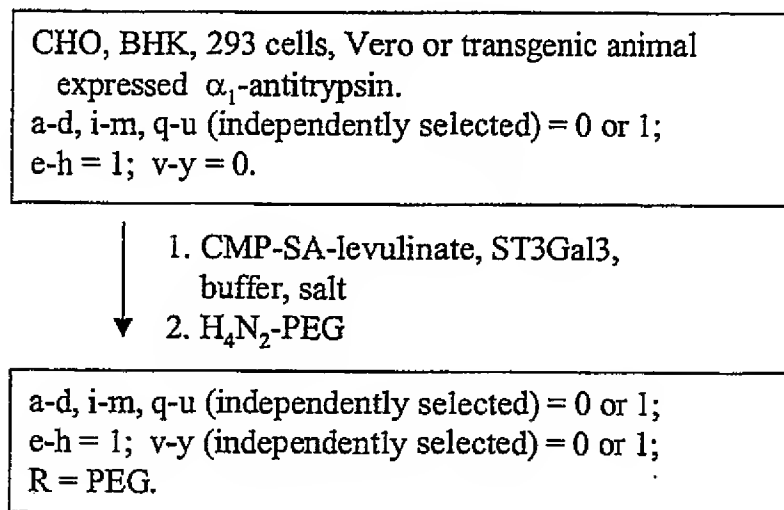 CHO, BHK, 293 cells, Vero or transgenic animal
expressed α₁-antitrypsin.
a-d, i-m, q-u (independently selected) = 0 or 1;
e-h = 1; v-y = 0.
1. CMP-SA-levulinate, ST3Gal3,
buffer, salt
2. H₄N₂-PEG
a-d, i-m, q-u (independently selected) = 0 or 1;
e-h = 1; v-y (independently selected) = 0 or 1;
R = PEG.